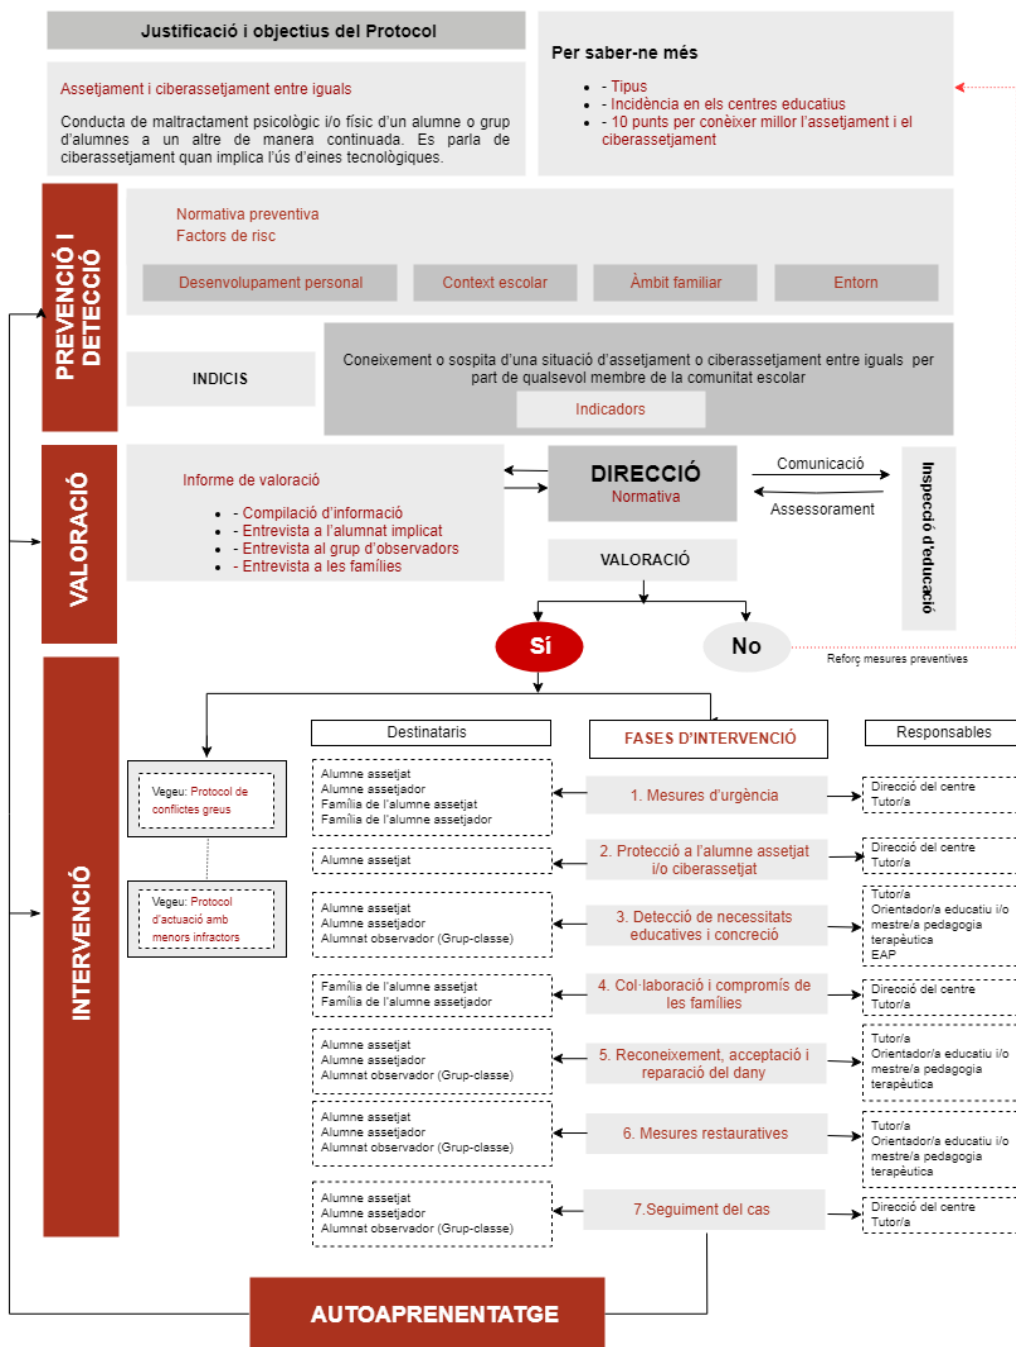 Justificació i objectius del Protocol
Assetjament i ciberassetjament entre iguals
Conducta de maltractament psicològic i/o físic d'un alumne o grup
d'alumnes a un altre de manera continuada. Es parla de
ciberassetjament quan implica l'ús d'eines tecnològiques.
Per saber-ne més
- Tipus
- Incidència en els centres educatius
- 10 punts per conèixer millor l'assetjament i el
ciberassetjament
PREVENCIÓ I
DETECCIÓ
Normativa preventiva
Factors de risc
Desenvolupament personal
Context escolar
Àmbit familiar
Entorn
INDICIS
Coneixement o sospita d'una situació d'assetjament o ciberassetjament entre iguals per
part de qualsevol membre de la comunitat escolar
Indicadors
VALORACIÓ
Informe de valoració
- Compilació d'informació
- Entrevista a l'alumnat implicat
- Entrevista al grup d'observadors
- Entrevista a les famílies
DIRECCIÓ
Normativa
Comunicació
Assessorament
Inspecció d'educació
VALORACIÓ
Sí
No
Reforç mesures preventives
INTERVENCIÓ
Destinataris
FASES D'INTERVENCIÓ
Responsables
Vegeu: Protocol de
conflictes greus
Vegeu: Protocol
d'actuació amb
menors infractors
Alumne assetjat
Alumne assetjador
Família de l'alumne assetjat
Família de l'alumne assetjador
1. Mesures d'urgència
Direcció del centre
Tutor/a
Alumne assetjat
2. Protecció a l'alumne assetjat
i/o ciberassetjat
Direcció del centre
Tutor/a
Alumne assetjat
Alumne assetjador
Alumnat observador (Grup-classe)
3. Detecció de necessitats
educatives i concreció
Tutor/a
Orientador/a educatiu i/o
mestre/a pedagogia
terapèutica
EAP
Família de l'alumne assetjat
Família de l'alumne assetjador
4. Col·laboració i compromís de
les famílies
Direcció del centre
Tutor/a
Alumne assetjat
Alumne assetjador
Alumnat observador (Grup-classe)
5. Reconeixement, acceptació i
reparació del dany
Tutor/a
Orientador/a educatiu i/o
mestre/a pedagogia
terapèutica
Alumne assetjat
Alumne assetjador
Alumnat observador (Grup-classe)
6. Mesures restauratives
Tutor/a
Orientador/a educatiu i/o
mestre/a pedagogia
terapèutica
Alumne assetjat
Alumne assetjador
Alumnat observador (Grup-classe)
7.Seguiment del cas
Direcció del centre
Tutor/a
AUTOAPRENENTATGE